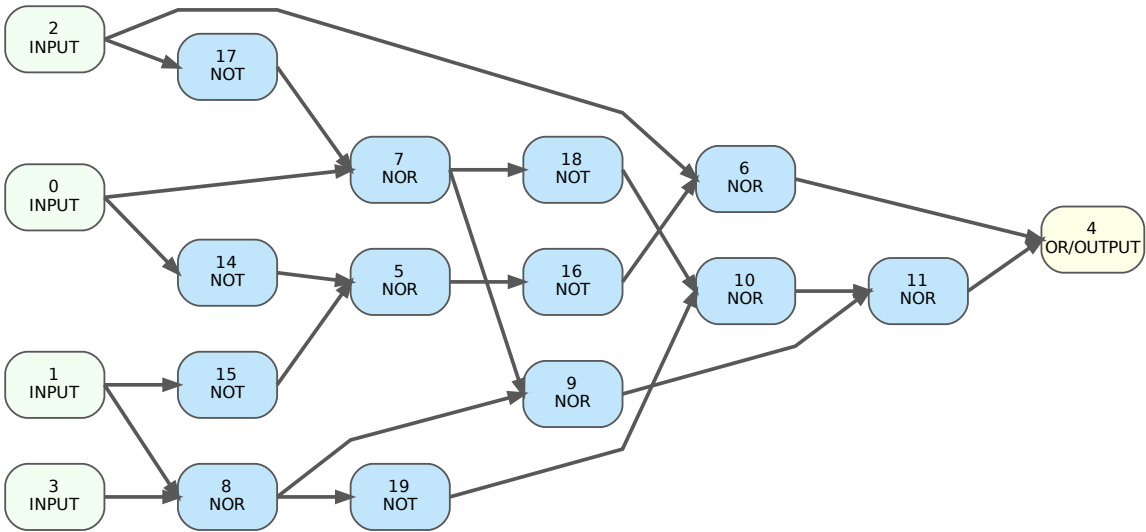 2
INPUT
17
NOT
0
INPUT
7
NOR
18
NOT
6
NOR
4
OR/OUTPUT
14
NOT
5
NOR
16
NOT
10
NOR
11
NOR
1
INPUT
15
NOT
9
NOR
3
INPUT
8
NOR
19
NOT